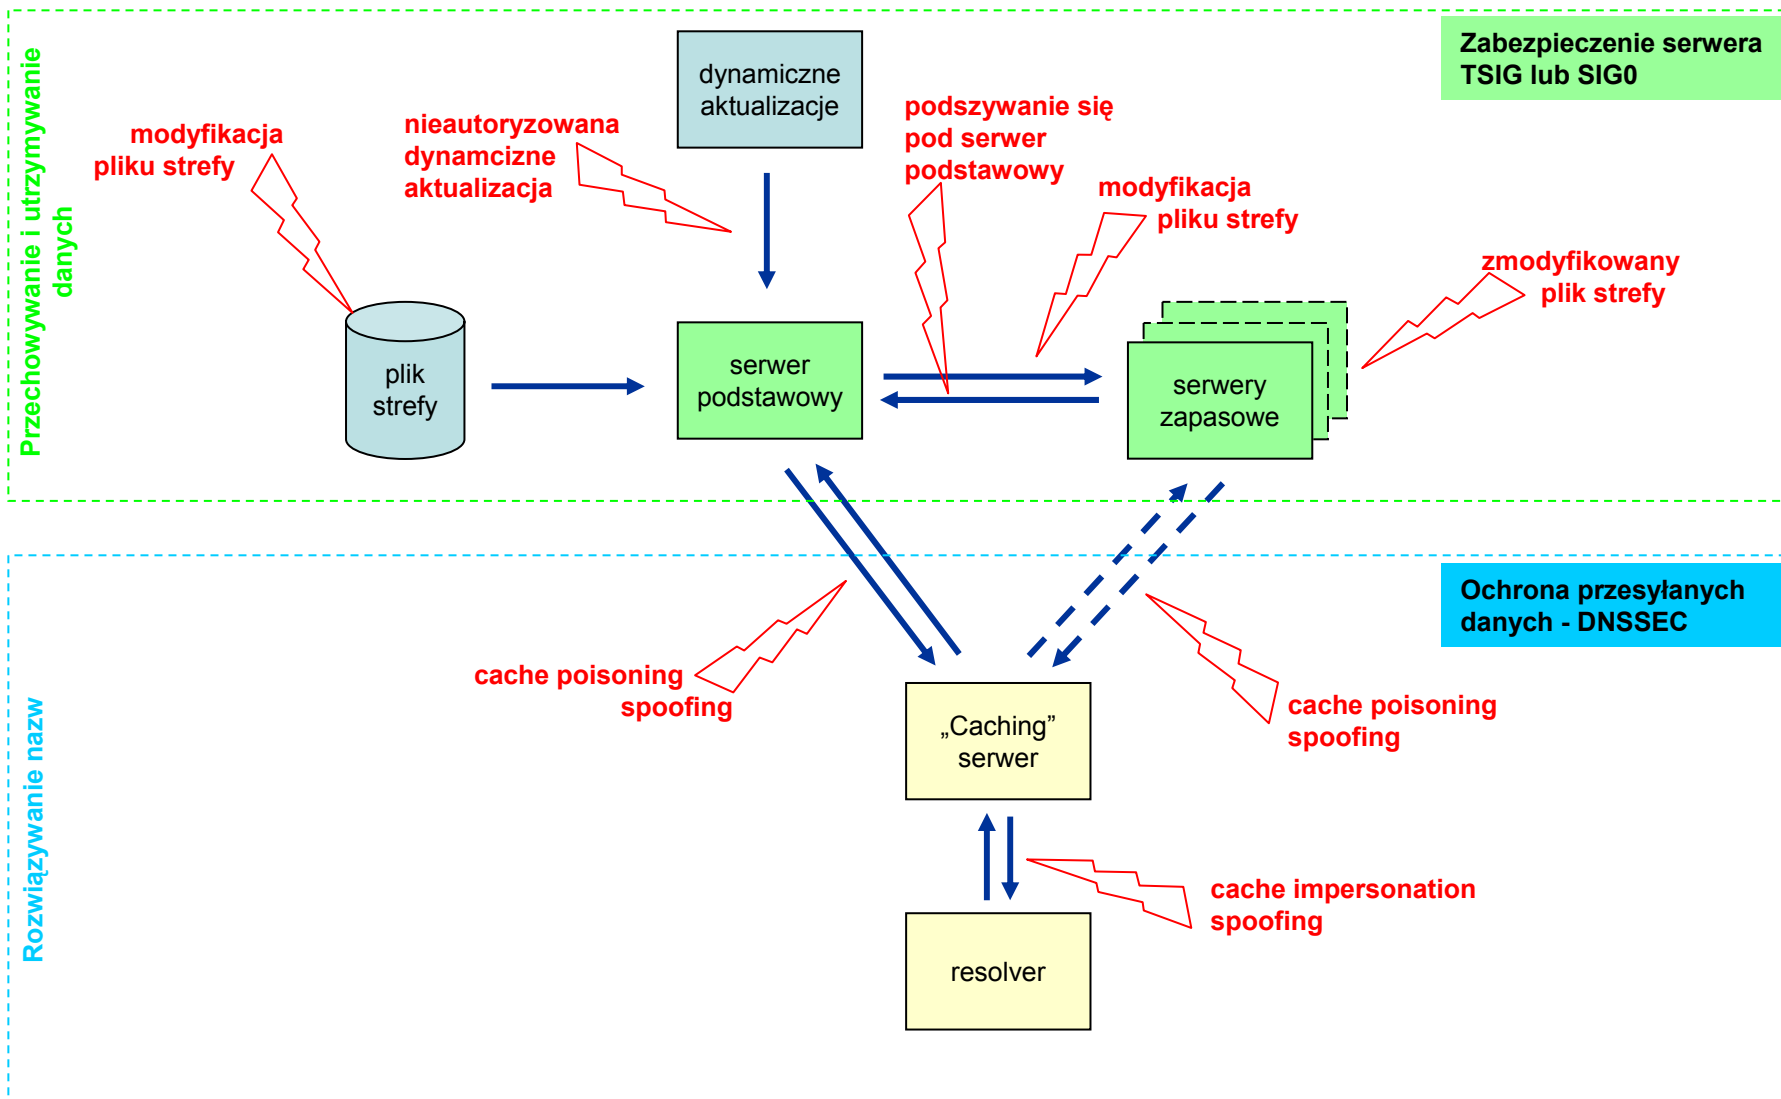 Przechowywanie i utrzymywanie
danych
Zabezpieczenie serwera
TSIG lub SIG0
dynamiczne
aktualizacje
modyfikacja
pliku strefy
nieautoryzowana
dynamcizne
aktualizacja
podszywanie się
pod serwer
podstawowy
modyfikacja
pliku strefy
zmodyfikowany
plik strefy
plik
strefy
serwer
podstawowy
serwery
zapasowe
Rozwiązywanie nazw
Ochrona przesyłanych
danych - DNSSEC
cache poisoning
spoofing
„Caching”
serwer
cache poisoning
spoofing
cache impersonation
spoofing
resolver